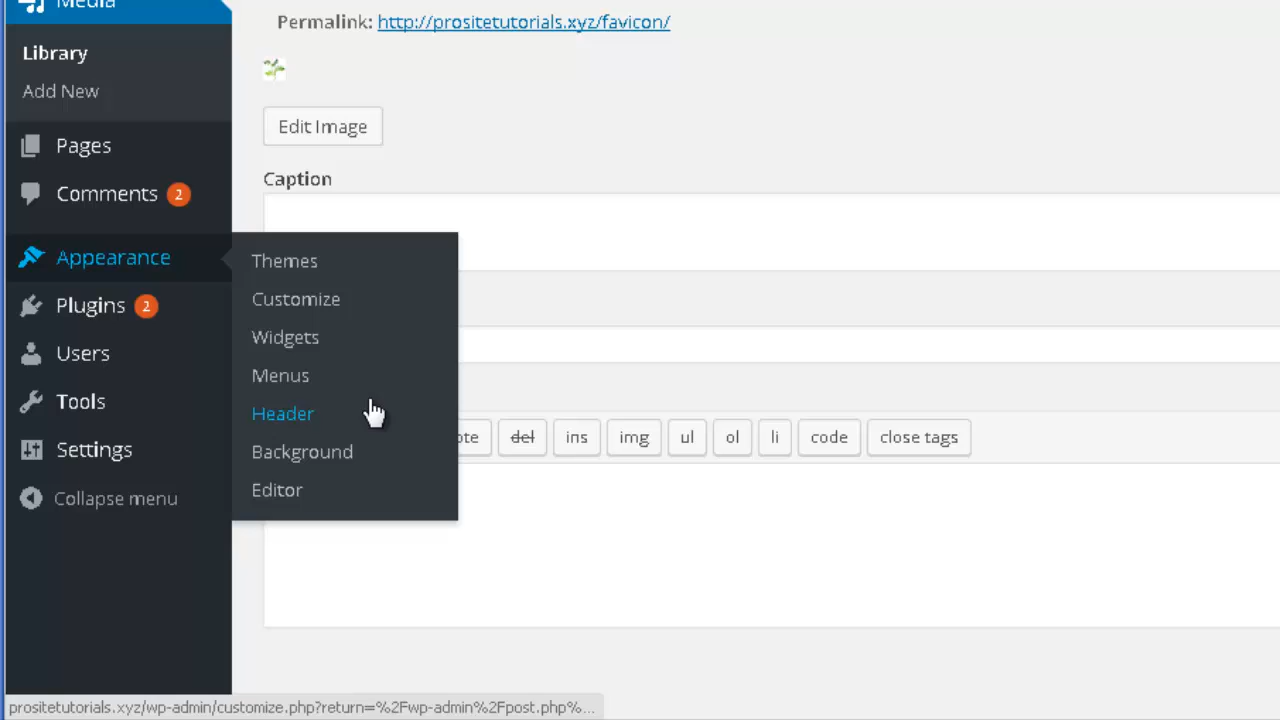 Media
Library
Add New
Pages
Comments 2
Appearance
Plugins 2
Users
Tools
Settings
Collapse menu
Themes
Customize
Widgets
Menus
Header
Background
Editor
Permalink: http://prositetutorials.xyz/favicon/
Edit Image
Caption
del ins img ul ol li code close tags
prositetutorials.xyz/wp-admin/customize.php?return=%2Fwp-admin%2Fpost.php%...